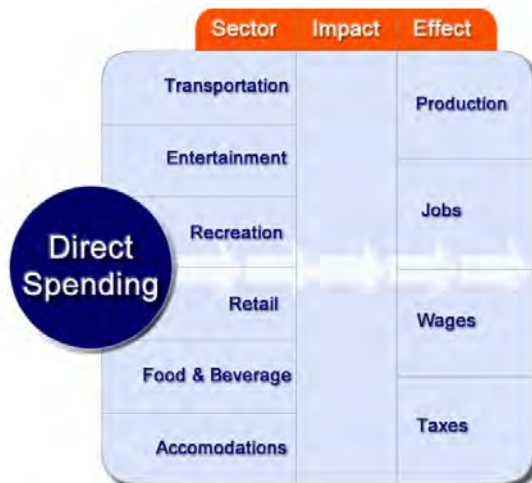 Sector Impact Effect
Transportation
Entertainment
Recreation
Retail
Food & Beverage
Accomodations
Direct
Spending
Production
Jobs
Wages
Taxes